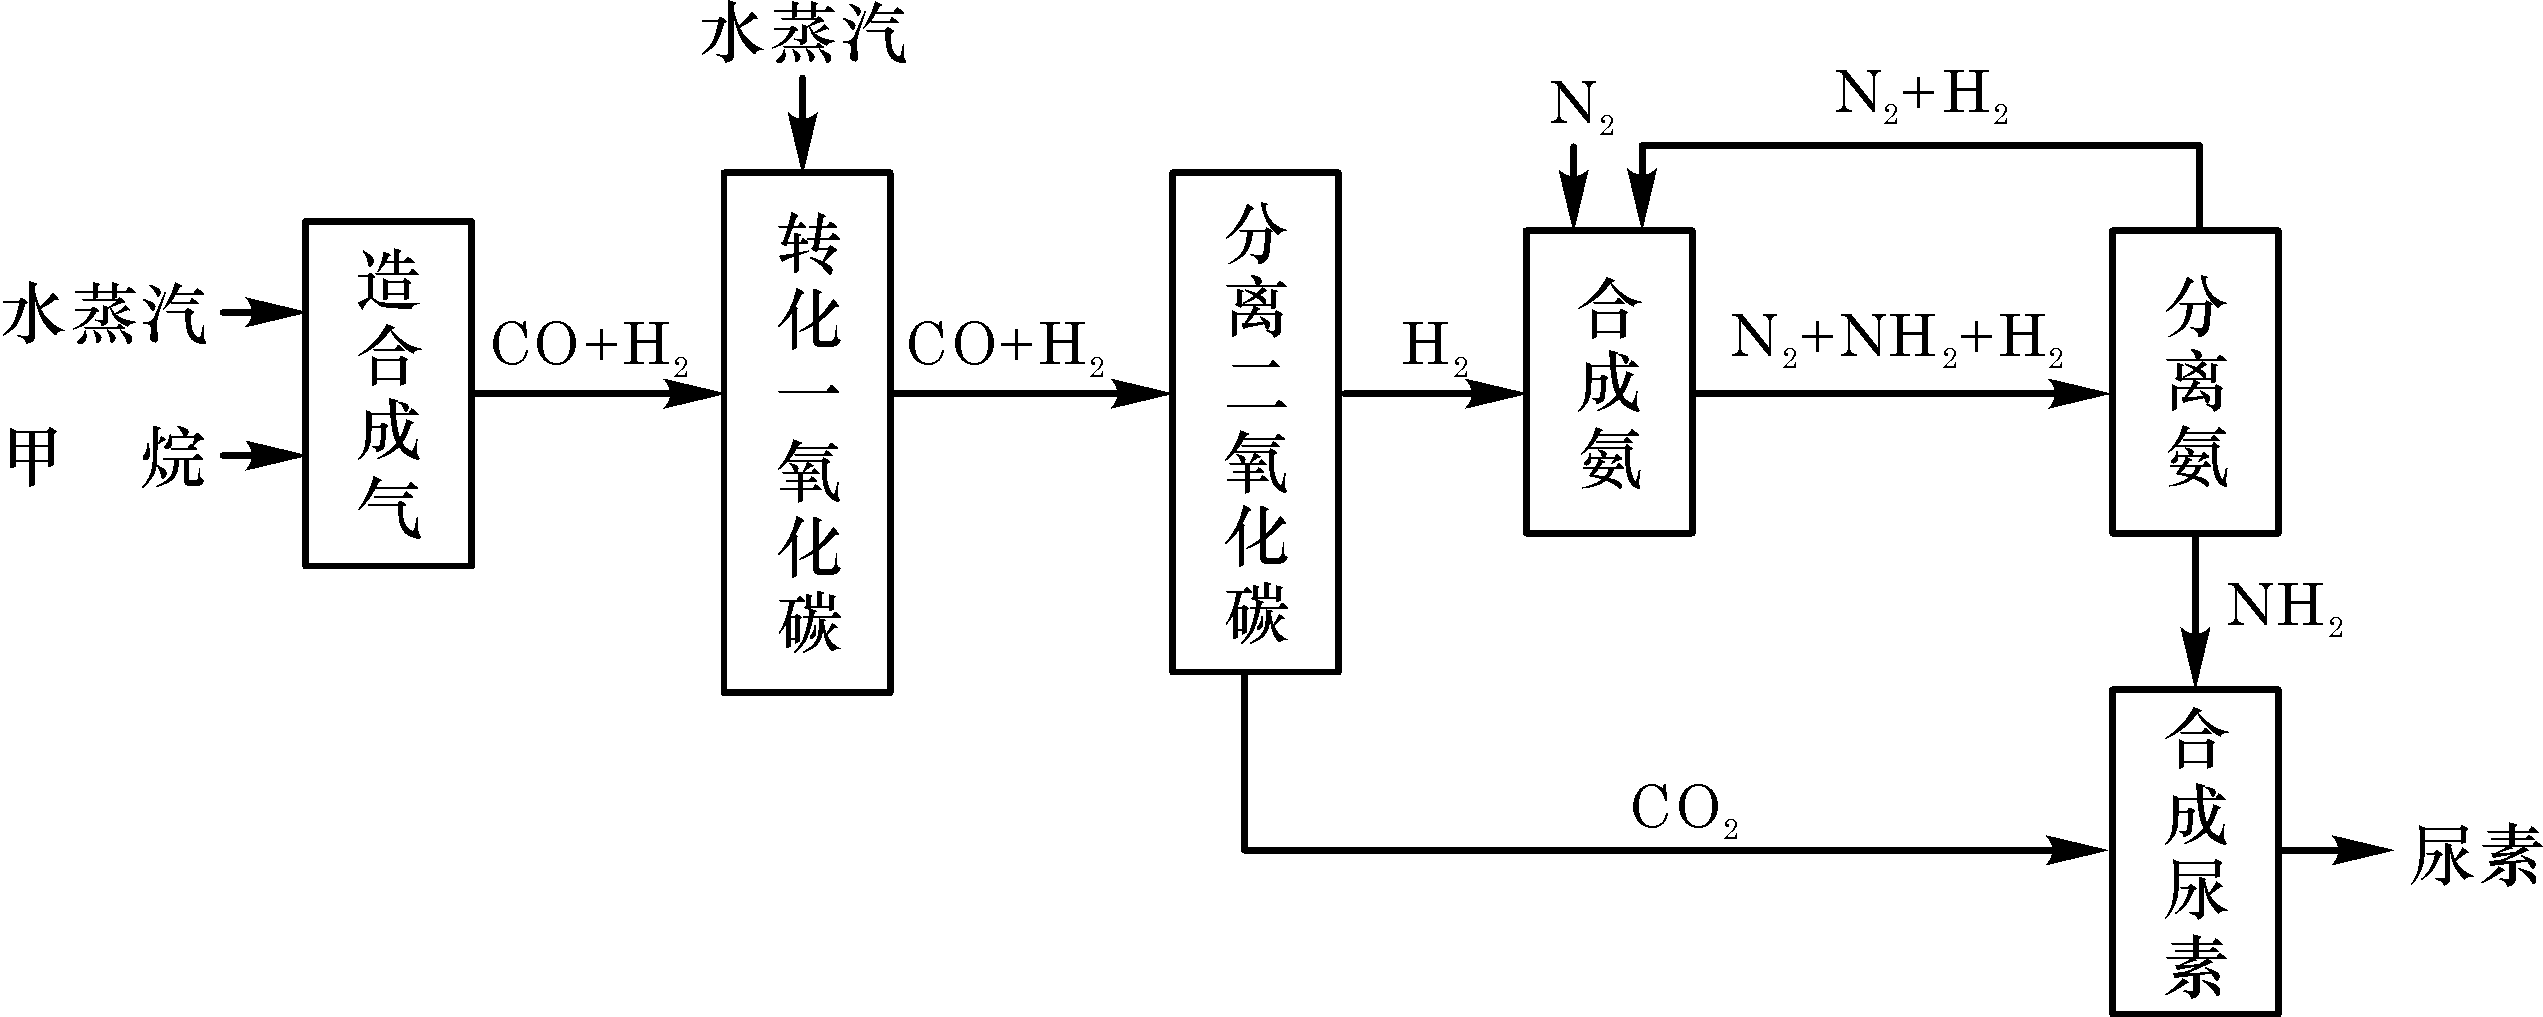 水蒸汽
水蒸汽
甲 烷
造合成气
CO+H₂
转化一氧化碳
CO+H₂
分离二氧化碳
H₂
N₂
N₂+H₂
合成氨
N₂+NH₂+H₂
分离氨
NH₂
CO₂
合成尿素
尿素